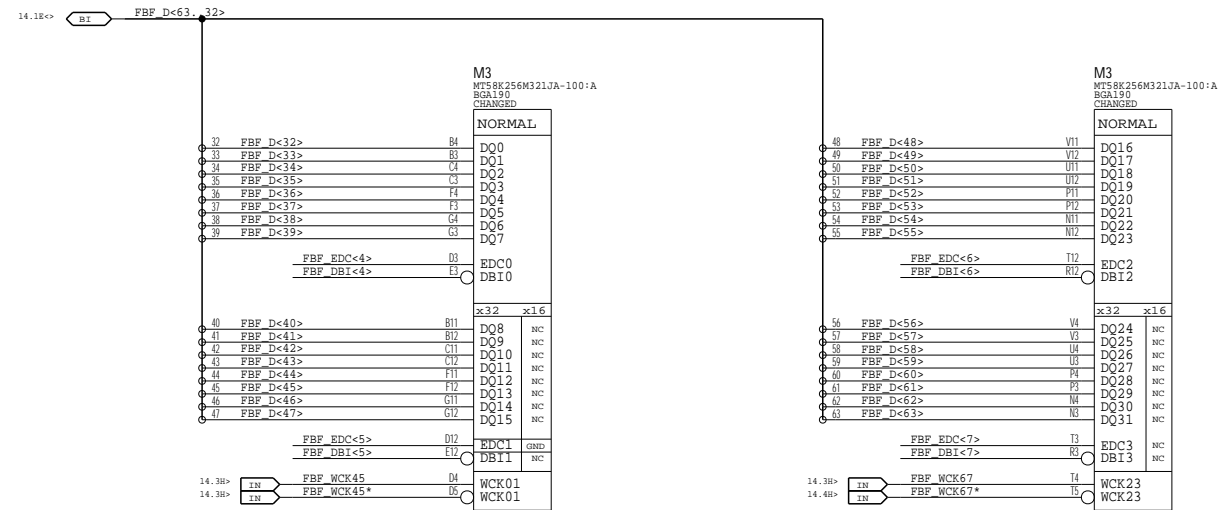 14.1E<> BI FBF_D<63..32>
M3
MT58K256M321JA-100:A
BGA190
CHANGED
NORMAL
32 FBF_D<32> B4 DQ0
33 FBF_D<33> B3 DQ1
34 FBF_D<34> C4 DQ2
35 FBF_D<35> C3 DQ3
36 FBF_D<36> F4 DQ4
37 FBF_D<37> F3 DQ5
38 FBF_D<38> G4 DQ6
39 FBF_D<39> G3 DQ7
FBF_EDC<4> D3 EDC0
FBF_DBI<4> E3 DBI0
x32 x16
40 FBF_D<40> B11 DQ8 NC
41 FBF_D<41> B12 DQ9 NC
42 FBF_D<42> C11 DQ10 NC
43 FBF_D<43> C12 DQ11 NC
44 FBF_D<44> F11 DQ12 NC
45 FBF_D<45> F12 DQ13 NC
46 FBF_D<46> G11 DQ14 NC
47 FBF_D<47> G12 DQ15 NC
FBF_EDC<5> D12 EDC1 GND
FBF_DBI<5> E12 DBI1 NC
14.3H> IN FBF_WCK45 D4 WCK01
14.3H> IN FBF_WCK45* D5 WCK01
M3
MT58K256M321JA-100:A
BGA190
CHANGED
NORMAL
48 FBF_D<48> V11 DQ16
49 FBF_D<49> V12 DQ17
50 FBF_D<50> U11 DQ18
51 FBF_D<51> U12 DQ19
52 FBF_D<52> P11 DQ20
53 FBF_D<53> P12 DQ21
54 FBF_D<54> N11 DQ22
55 FBF_D<55> N12 DQ23
FBF_EDC<6> T12 EDC2
FBF_DBI<6> R12 DBI2
x32 x16
56 FBF_D<56> V4 DQ24 NC
57 FBF_D<57> V3 DQ25 NC
58 FBF_D<58> U4 DQ26 NC
59 FBF_D<59> U3 DQ27 NC
60 FBF_D<60> P4 DQ28 NC
61 FBF_D<61> P3 DQ29 NC
62 FBF_D<62> N4 DQ30 NC
63 FBF_D<63> N3 DQ31 NC
FBF_EDC<7> T3 EDC3 NC
FBF_DBI<7> R3 DBI3 NC
14.3H> IN FBF_WCK67 T4 WCK23
14.4H> IN FBF_WCK67* T5 WCK23